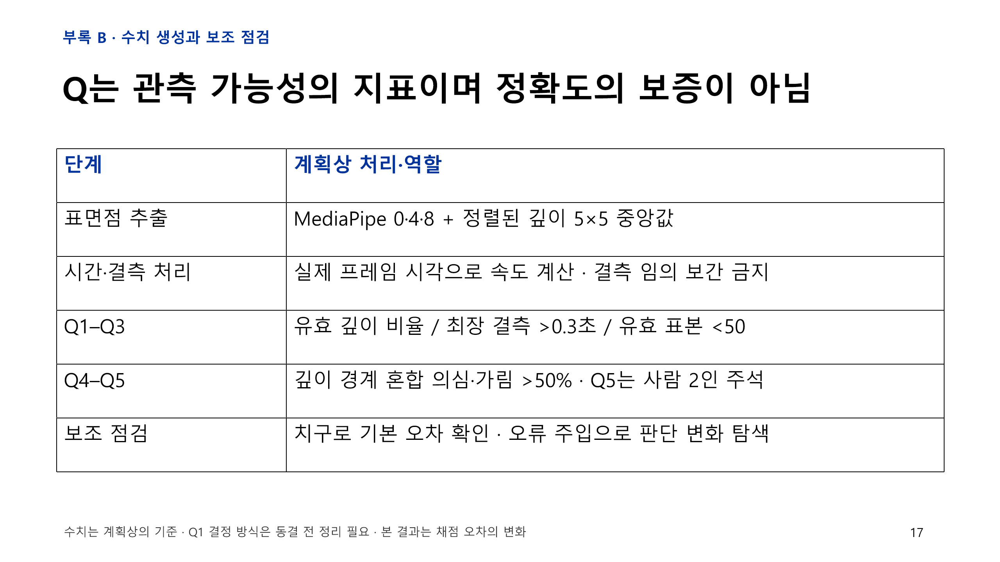 부록 B · 수치 생성과 보조 점검
Q는 관측 가능성의 지표이며 정확도의 보증이 아님
단계
계획상 처리·역할
표면점 추출
MediaPipe 0·4·8 + 정렬된 깊이 5×5 중앙값
시간·결측 처리
실제 프레임 시각으로 속도 계산 · 결측 임의 보간 금지
Q1–Q3
유효 깊이 비율 / 최장 결측 >0.3초 / 유효 표본 <50
Q4–Q5
깊이 경계 혼합 의심·가림 >50% · Q5는 사람 2인 주석
보조 점검
치구로 기본 오차 확인 · 오류 주입으로 판단 변화 탐색
수치는 계획상의 기준 · Q1 결정 방식은 동결 전 정리 필요 · 본 결과는 채점 오차의 변화
17